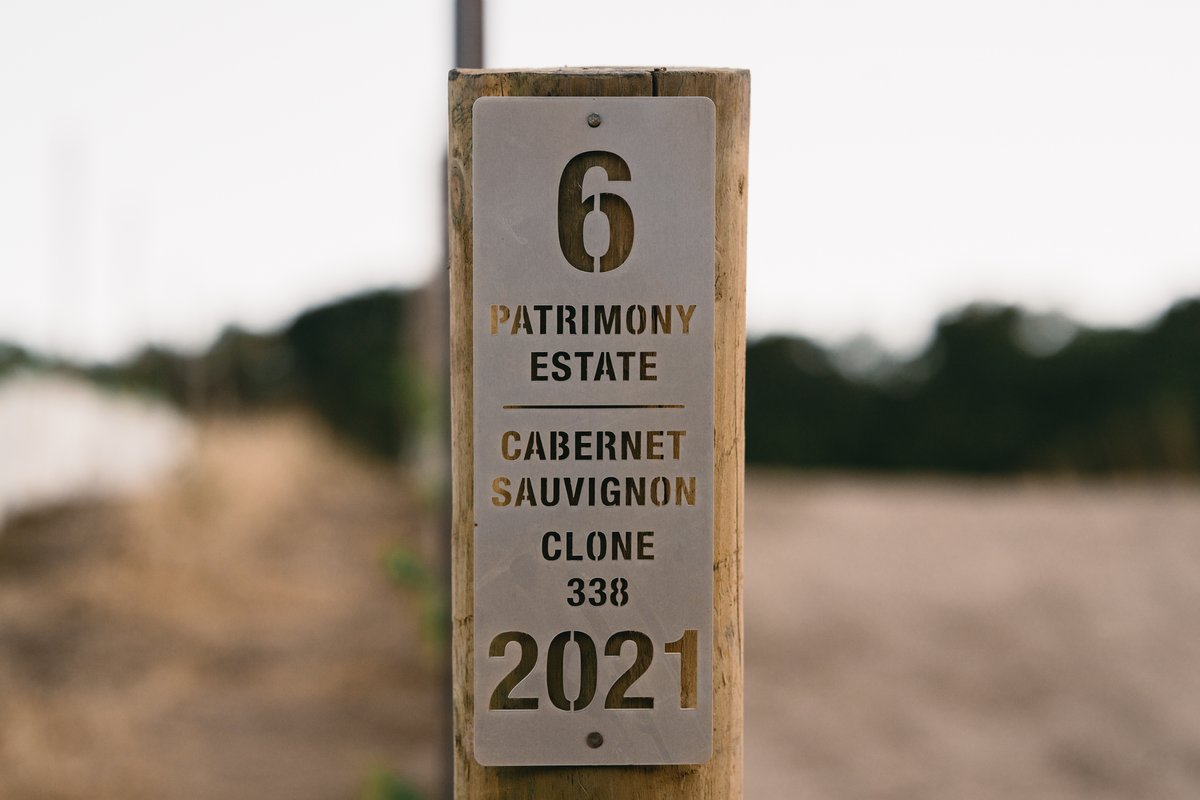 6
PATRIMONY
ESTATE
CABERNET
SAUVIGNON
CLONE
338
2021